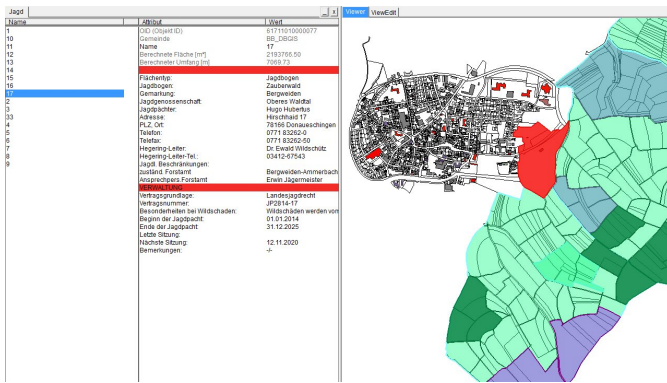 Jagd
_ x
Viewer ViewEdit
Name Attribut Wert
1 OID (Objekt ID) 61711010000077
10 Gemeinde BB_DBGIS
11 Name 17
12 Berechnete Fläche [m²] 2193766.50
13 Berechneter Umfang [m] 7069.73
14
15 Flächentyp: Jagdbogen
16 Jagdbogen: Zauberwald
17 Gemarkung: Bergweiden
2 Jagdgenossenschaft: Oberes Waldtal
3 Jagdpächter: Hugo Hubertus
33 Adresse: Hirschhaid 17
4 PLZ, Ort: 78166 Donaueschingen
5 Telefon: 0771 83262-0
6 Telefax: 0771 83262-50
7 Hegering-Leiter: Dr. Ewald Wildschütz
8 Hegering-Leiter-Tel.: 03412-67543
9 Jagdl. Beschränkungen:
zuständ. Forstamt Bergweiden-Ammerbach
Ansprechpers.Forstamt Erwin Jägermeister
VERWALTUNG
Vertragsgrundlage: Landesjagdrecht
Vertragsnummer: JP2814-17
Besonderheiten bei Wildschaden: Wildschäden werden vom
Beginn der Jagdpacht: 01.01.2014
Ende der Jagdpacht 31.12.2025
Letzte Sitzung:
Nächste Sitzung: 12.11.2020
Bemerkungen: -/-